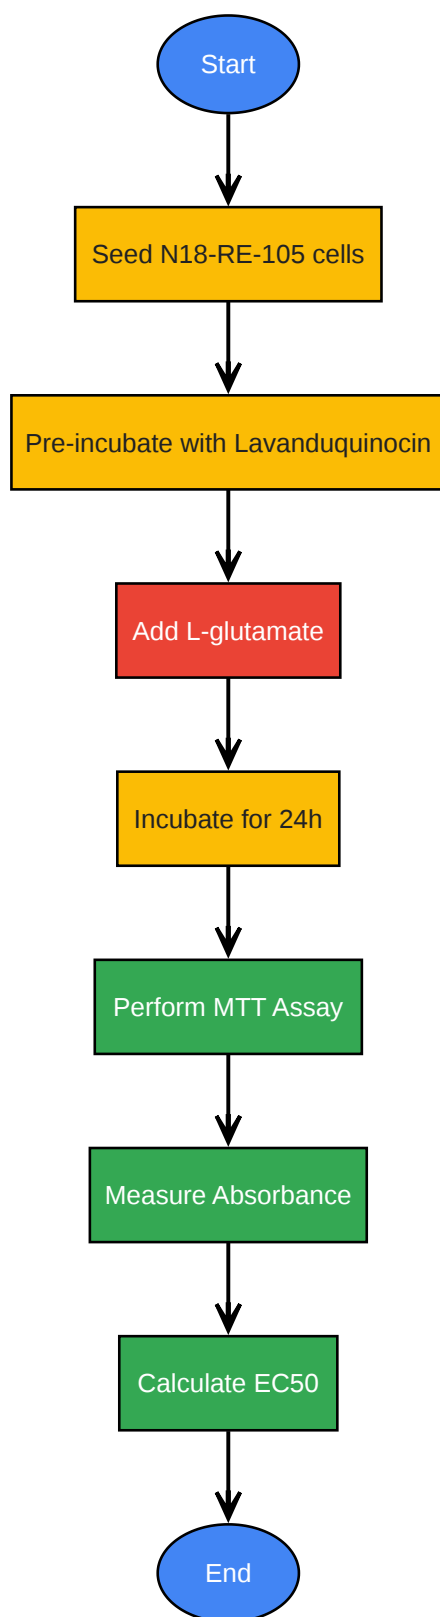 Start
Seed N18-RE-105 cells
Pre-incubate with Lavanduquinocin
Add L-glutamate
Incubate for 24h
Perform MTT Assay
Measure Absorbance
Calculate EC50
End